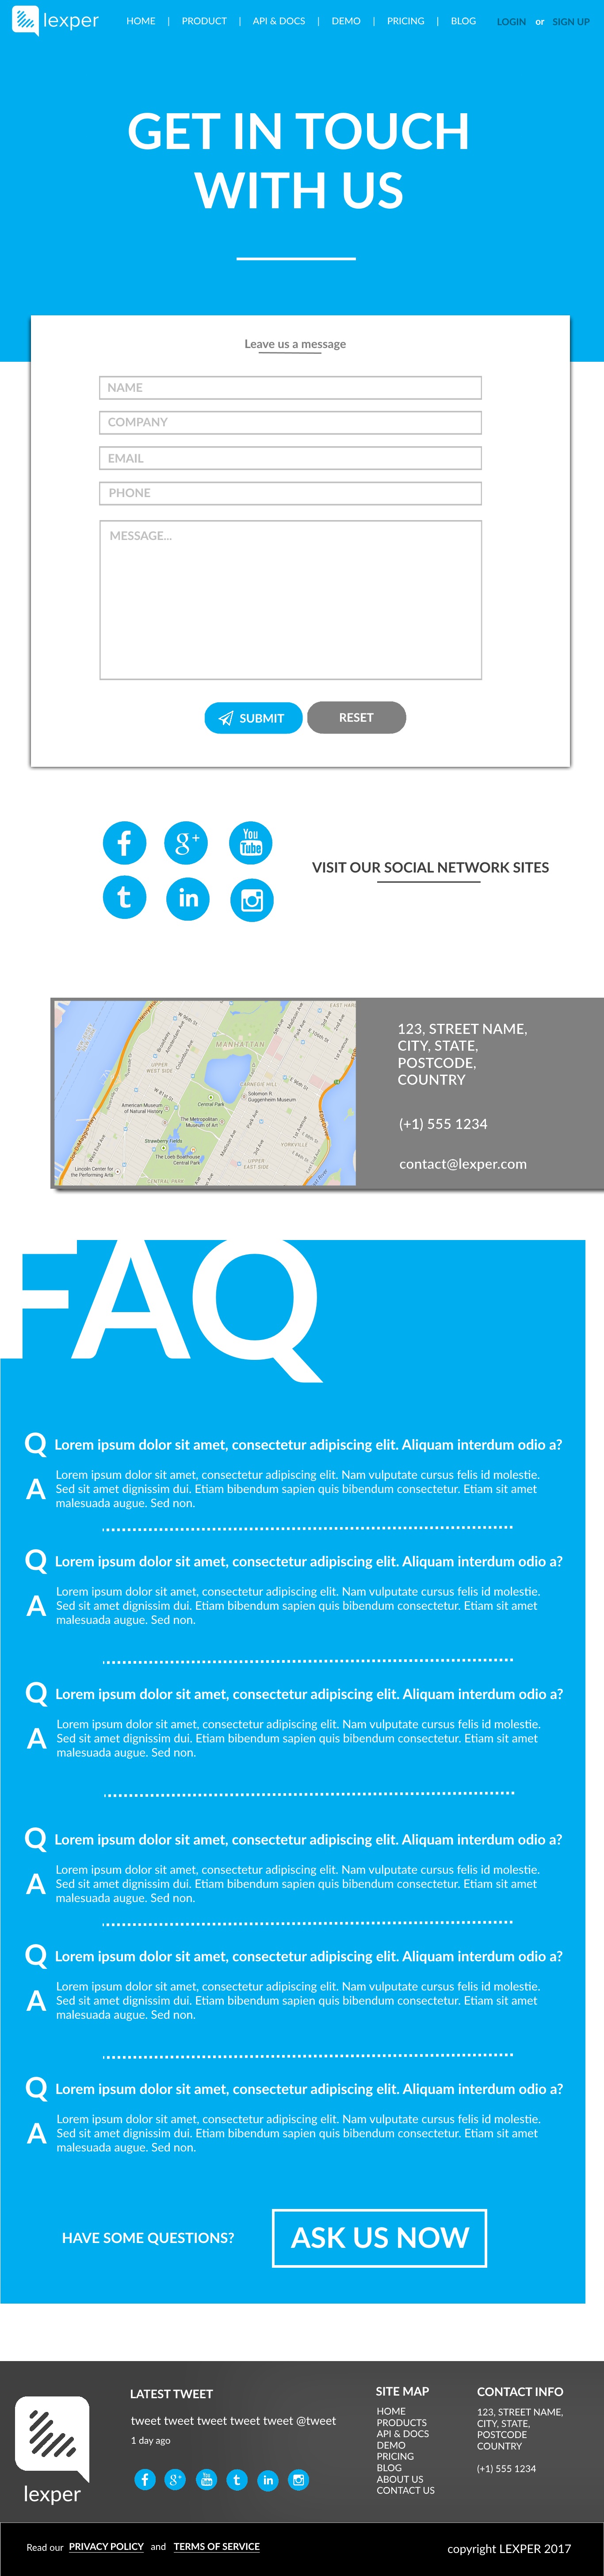 lexper
HOME | PRODUCT | API & DOCS | DEMO | PRICING | BLOG LOGIN or SIGN UP
GET IN TOUCH
WITH US
Leave us a message
NAME
COMPANY
EMAIL
PHONE
MESSAGE...
SUBMIT RESET
f g+ You Tube
t in
VISIT OUR SOCIAL NETWORK SITES
MANHATTAN
UPPER WEST SIDE
American Museum of Natural History
Central Park
CARNEGIE HILL
Solomon R Guggenheim Museum
The Metropolitan Museum of Art
Strawberry Fields
The Loeb Boathouse Central Park
YORKVILLE
UPPER EAST SIDE
Lincoln Center for the Performing Arts
CENTRAL PARK
123, STREET NAME,
CITY, STATE,
POSTCODE,
COUNTRY
(+1) 555 1234
contact@lexper.com
FAQ
Q Lorem ipsum dolor sit amet, consectetur adipiscing elit. Aliquam interdum odio a?
A Lorem ipsum dolor sit amet, consectetur adipiscing elit. Nam vulputate cursus felis id molestie.
Sed sit amet dignissim dui. Etiam bibendum sapien quis bibendum consectetur. Etiam sit amet
malesuada augue. Sed non.
Q Lorem ipsum dolor sit amet, consectetur adipiscing elit. Aliquam interdum odio a?
A Lorem ipsum dolor sit amet, consectetur adipiscing elit. Nam vulputate cursus felis id molestie.
Sed sit amet dignissim dui. Etiam bibendum sapien quis bibendum consectetur. Etiam sit amet
malesuada augue. Sed non.
Q Lorem ipsum dolor sit amet, consectetur adipiscing elit. Aliquam interdum odio a?
A Lorem ipsum dolor sit amet, consectetur adipiscing elit. Nam vulputate cursus felis id molestie.
Sed sit amet dignissim dui. Etiam bibendum sapien quis bibendum consectetur. Etiam sit amet
malesuada augue. Sed non.
Q Lorem ipsum dolor sit amet, consectetur adipiscing elit. Aliquam interdum odio a?
A Lorem ipsum dolor sit amet, consectetur adipiscing elit. Nam vulputate cursus felis id molestie.
Sed sit amet dignissim dui. Etiam bibendum sapien quis bibendum consectetur. Etiam sit amet
malesuada augue. Sed non.
Q Lorem ipsum dolor sit amet, consectetur adipiscing elit. Aliquam interdum odio a?
A Lorem ipsum dolor sit amet, consectetur adipiscing elit. Nam vulputate cursus felis id molestie.
Sed sit amet dignissim dui. Etiam bibendum sapien quis bibendum consectetur. Etiam sit amet
malesuada augue. Sed non.
Q Lorem ipsum dolor sit amet, consectetur adipiscing elit. Aliquam interdum odio a?
A Lorem ipsum dolor sit amet, consectetur adipiscing elit. Nam vulputate cursus felis id molestie.
Sed sit amet dignissim dui. Etiam bibendum sapien quis bibendum consectetur. Etiam sit amet
malesuada augue. Sed non.
HAVE SOME QUESTIONS? ASK US NOW
lexper
LATEST TWEET
tweet tweet tweet tweet tweet @tweet
1 day ago
f g+ You Tube t in
SITE MAP
HOME
PRODUCTS
API & DOCS
DEMO
PRICING
BLOG
ABOUT US
CONTACT US
CONTACT INFO
123, STREET NAME,
CITY, STATE,
POSTCODE
COUNTRY
(+1) 555 1234
Read our PRIVACY POLICY and TERMS OF SERVICE
copyright LEXPER 2017